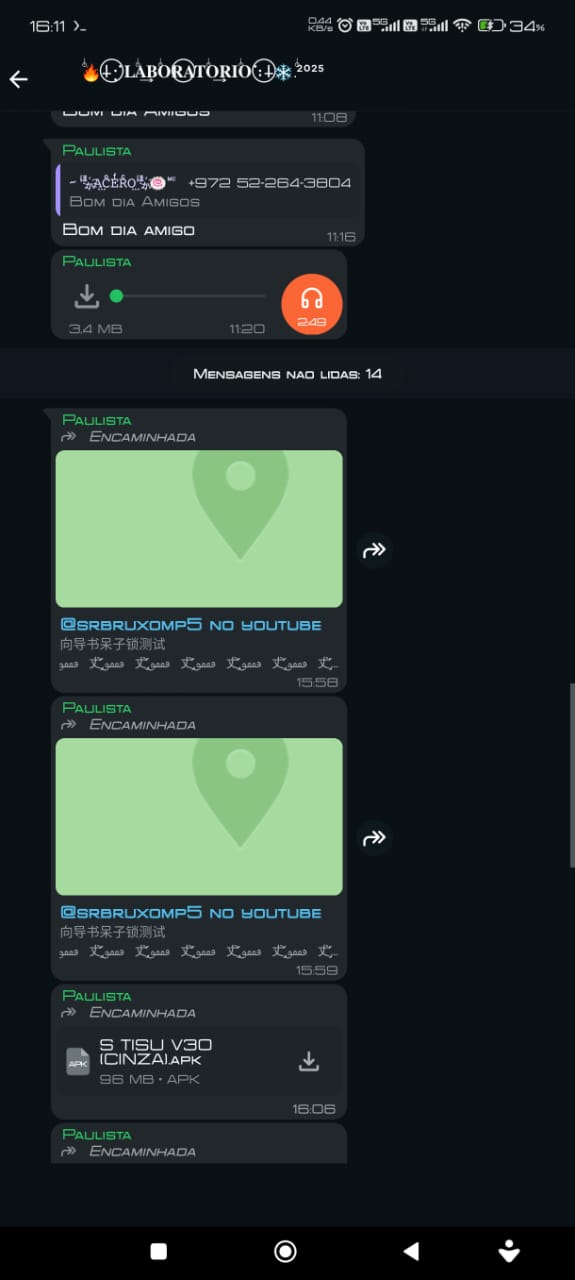 16:11 >_
0.44 KB/s 5G 5G 34%
🔥LABORATORIO❄️ 2025
Bom dia Amigos
11:08
Paulista
~ ACERO +972 52-264-3804
Bom dia Amigos
Bom dia amigo
11:16
Paulista
2:49
3,4 MB 11:20
Mensagens nao lidas: 14
Paulista
Encaminhada
@srbruxomp5 no youtube
向导书呆子锁测试
15:58
Paulista
Encaminhada
@srbruxomp5 no youtube
向导书呆子锁测试
15:59
Paulista
Encaminhada
S TISU V30
(CINZA).apk
APK
96 MB • APK
16:06
Paulista
Encaminhada